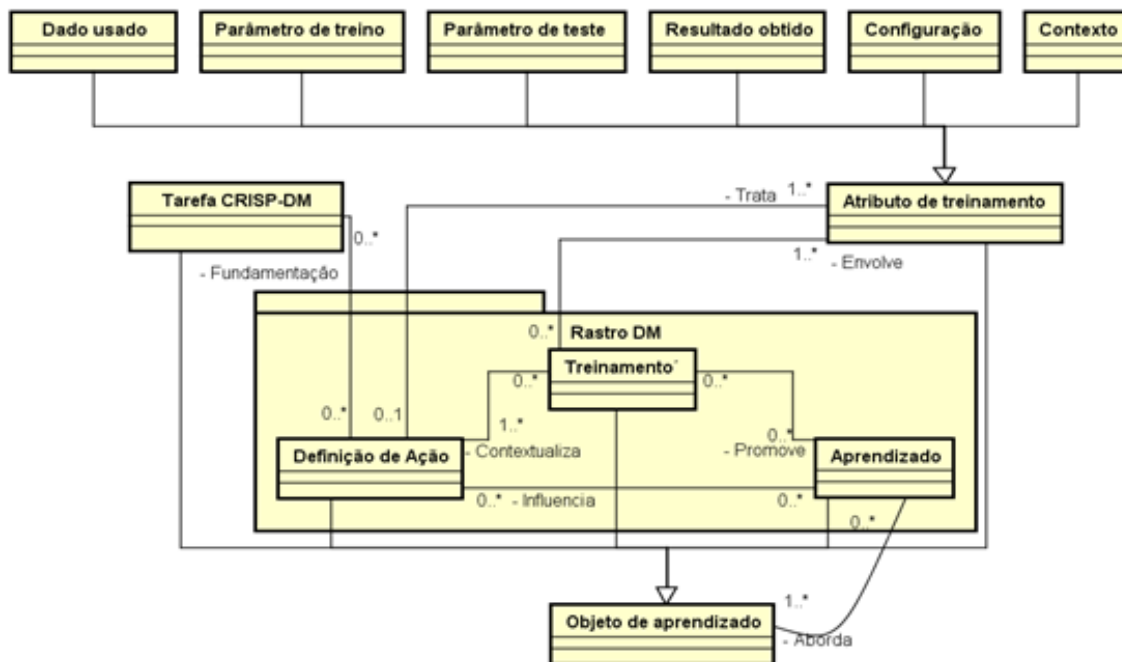 Dado usado
Parâmetro de treino
Parâmetro de teste
Resultado obtido
Configuração
Contexto
Tarefa CRISP-DM
- Trata
1..*
Atributo de treinamento
0..*
1..*
- Envolve
- Fundamentação
0..*
Rastro DM
Treinamento`
0..*
0..*
0..*
0..1
1..*
- Contextualiza
0..*
- Promove
Definição de Ação
Aprendizado
0..*
- Influencia
0..*
0..*
1..*
Objeto de aprendizado
- Aborda